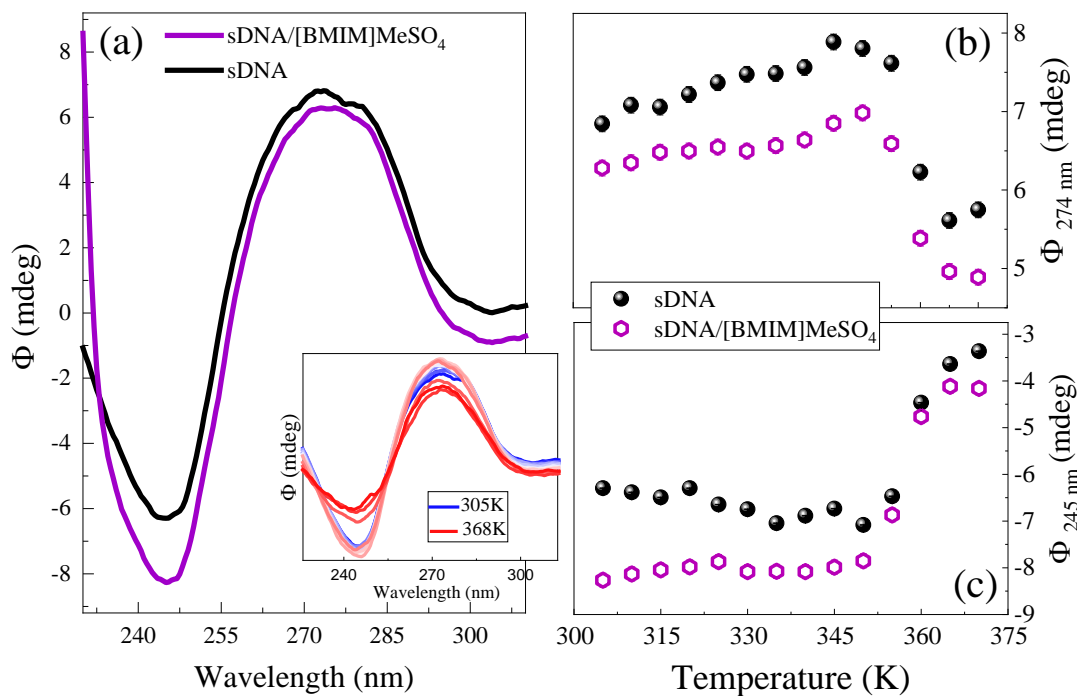 (a)
sDNA/[BMIM]MeSO₄
sDNA
8
6
4
2
0
-2
-4
-6
-8
Φ (mdeg)
240
255
270
285
300
Wavelength (nm)
Φ (mdeg)
305K
368K
240
270
300
Wavelength (nm)
(b)
8
7
6
5
Φ 274 nm (mdeg)
sDNA
sDNA/[BMIM]MeSO₄
-3
-4
-5
-6
-7
-8
-9
Φ 245 nm (mdeg)
(c)
300
315
330
345
360
375
Temperature (K)